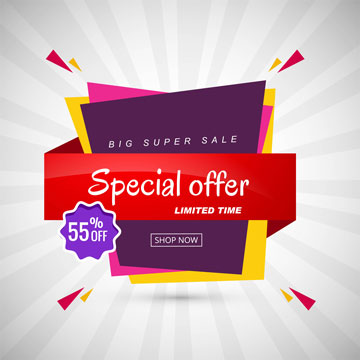 BIG SUPER SALE
Special offer
LIMITED TIME
55% OFF
SHOP NOW